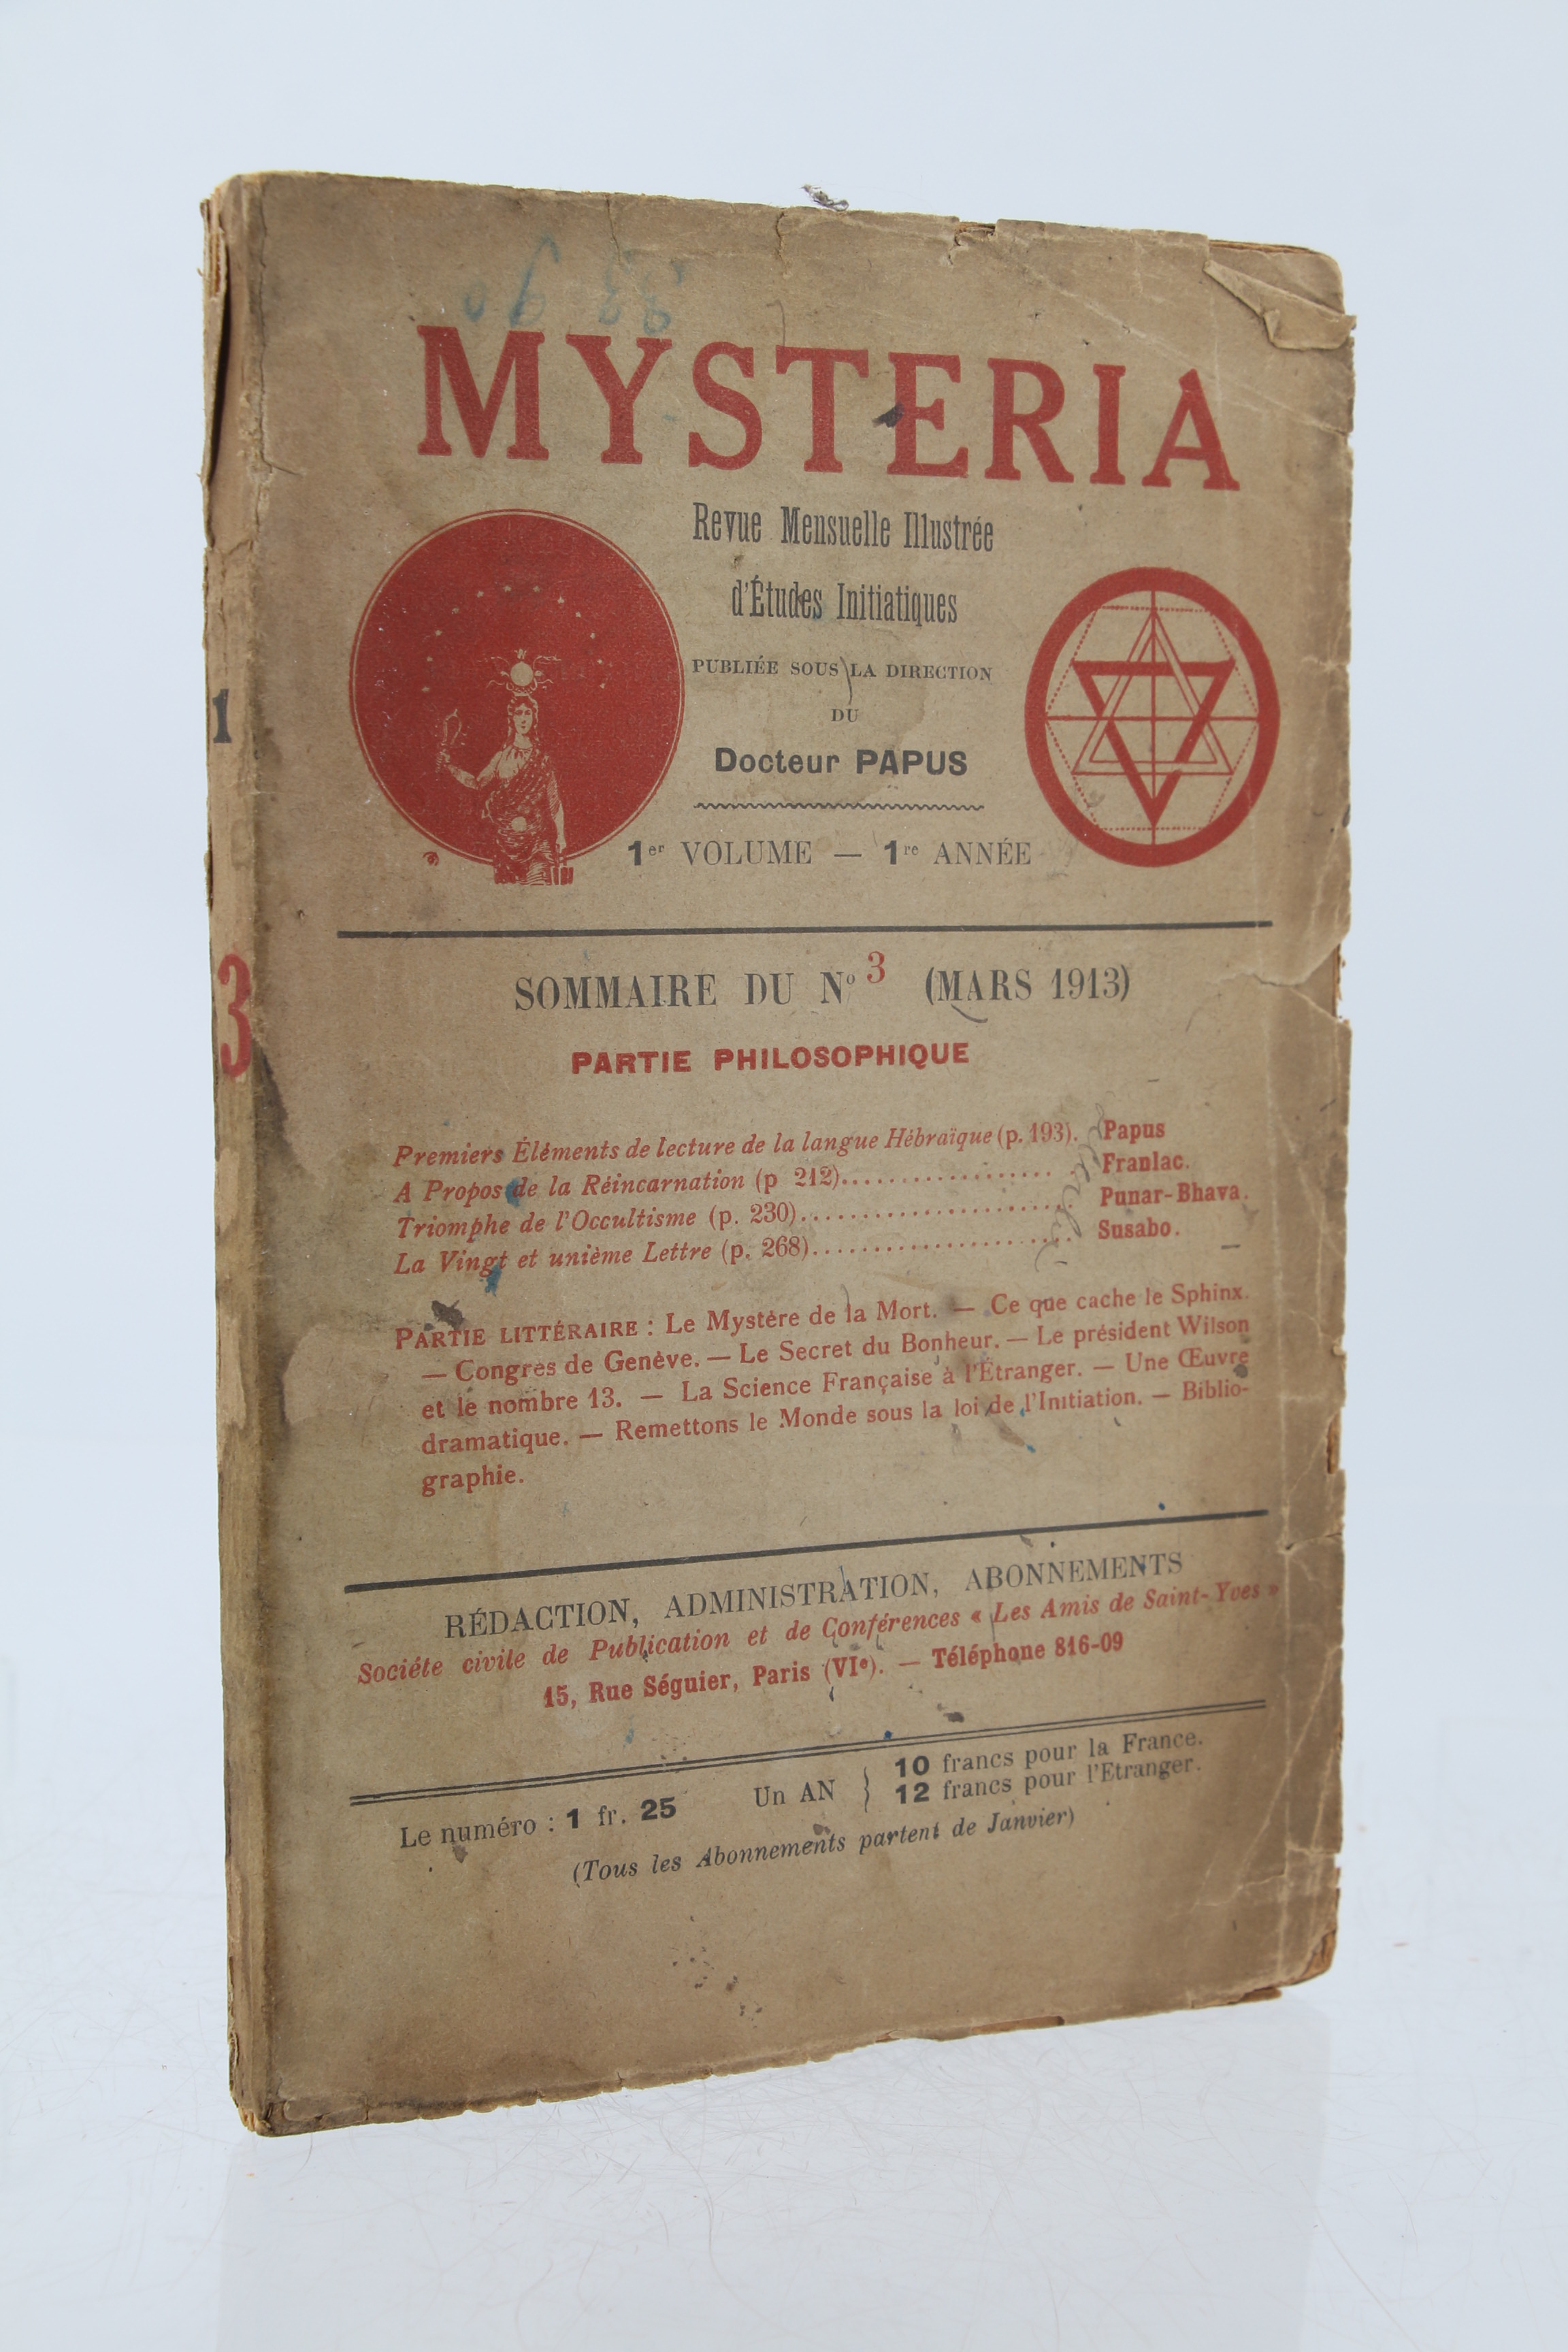 MYSTERIA
Revue Mensuelle Illustrée
d'Études Initiatiques
PUBLIÉE SOUS LA DIRECTION
DU
Docteur PAPUS
1er VOLUME — 1re ANNÉE
1
3
SOMMAIRE DU No 3 (MARS 1913)
PARTIE PHILOSOPHIQUE
Premiers Éléments de lecture de la langue Hébraïque (p. 193). Papus
A Propos de la Réincarnation (p 212).................. Franlac.
Triomphe de l'Occultisme (p. 230)...................... Punar-Bhava.
La Vingt et unième Lettre (p. 268)..................... Susabo.
PARTIE LITTÉRAIRE : Le Mystère de la Mort. — Ce que cache le Sphinx.
— Congres de Genève. — Le Secret du Bonheur. — Le président Wilson
et le nombre 13. — La Science Française à l'Étranger. — Une Œuvre
dramatique. — Remettons le Monde sous la loi de l'Initiation. — Biblio-
graphie.
RÉDACTION, ADMINISTRATION, ABONNEMENTS
Sociéte civile de Publication et de Conférences « Les Amis de Saint-Yves »
15, Rue Séguier, Paris (VIe). — Téléphone 816-09
Le numéro : 1 fr. 25 Un AN } 10 francs pour la France.
12 francs pour l'Etranger.
(Tous les Abonnements partent de Janvier)